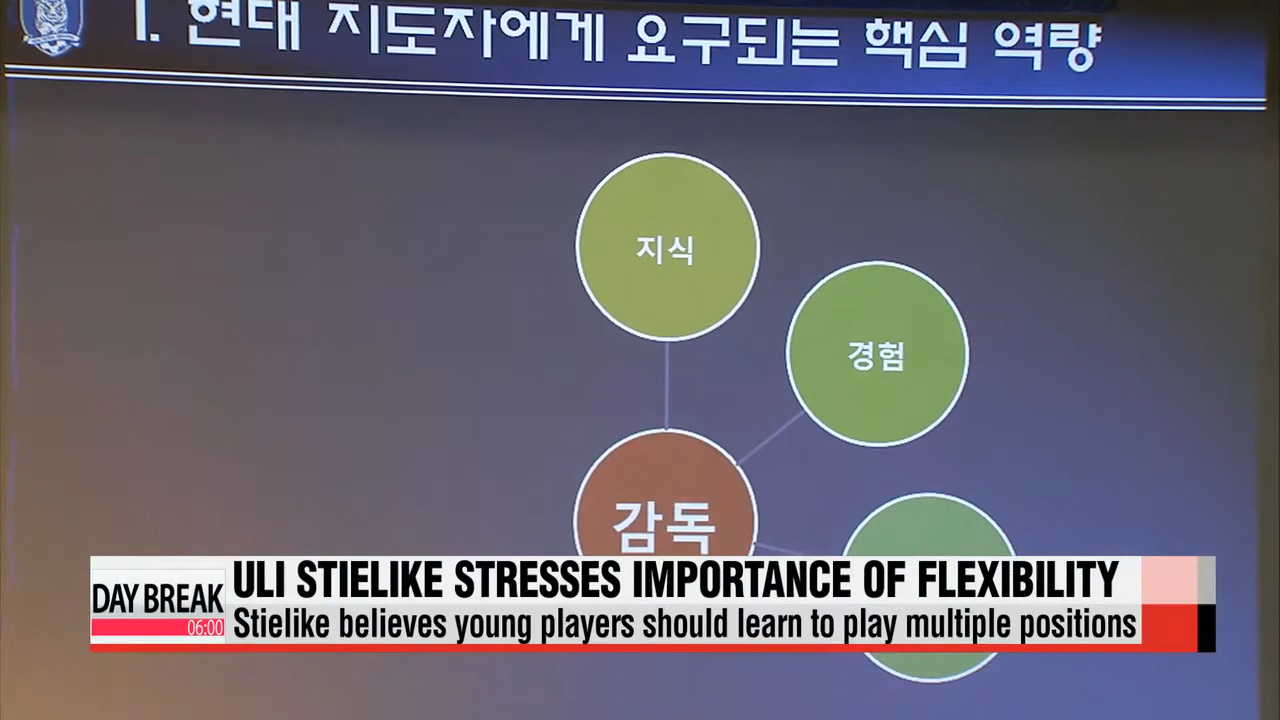 1. 현대 지도자에게 요구되는 핵심 역량
지식
경험
감독
DAY BREAK
06:00
ULI STIELIKE STRESSES IMPORTANCE OF FLEXIBILITY
Stielike believes young players should learn to play multiple positions